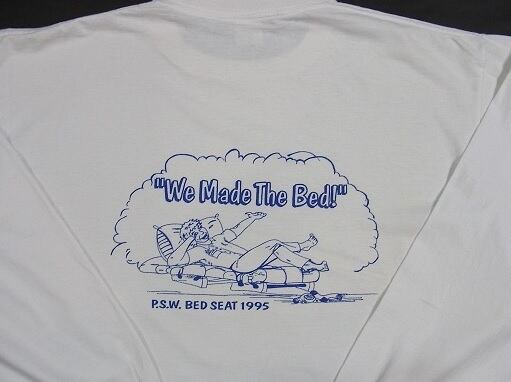 "We Made The Bed!"
P.S.W. BED SEAT 1995